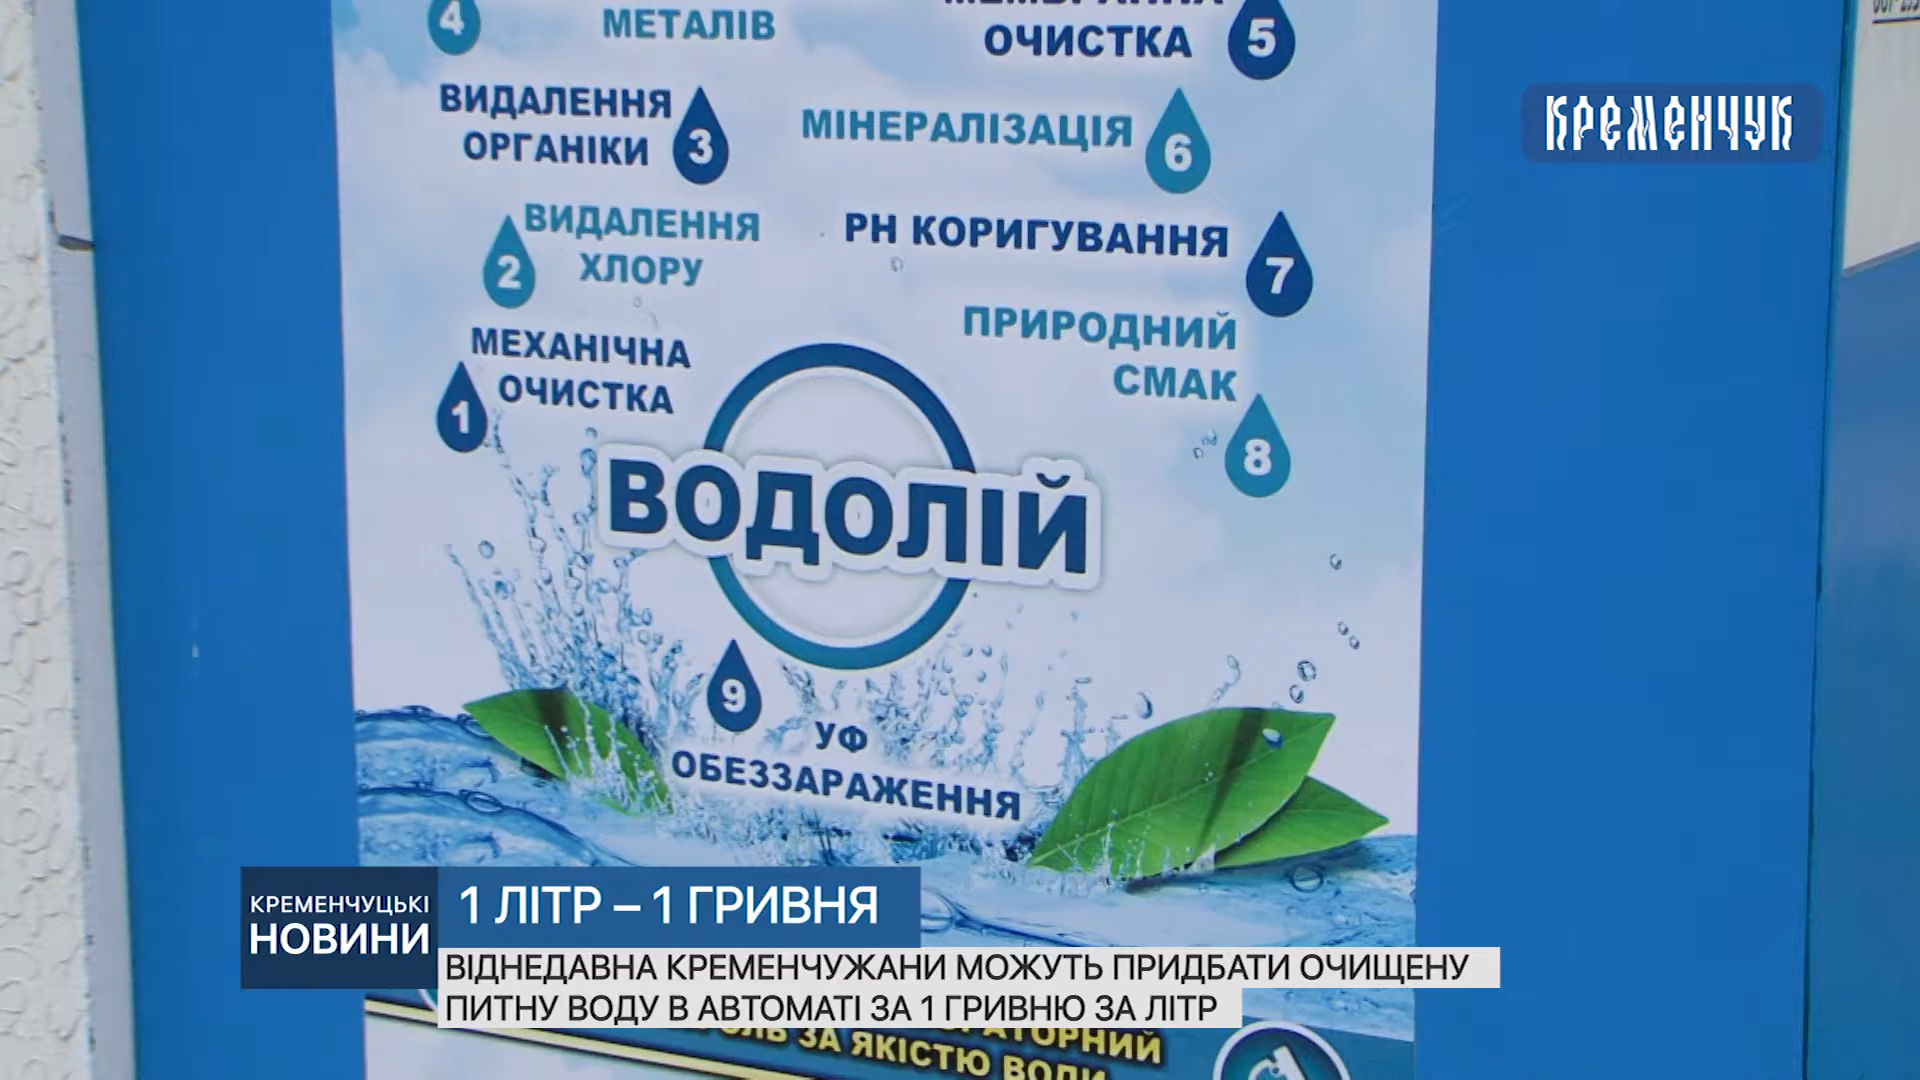 4
МЕТАЛІВ
ОЧИСТКА
5
ВИДАЛЕННЯ
ОРГАНІКИ
3
МІНЕРАЛІЗАЦІЯ
6
КРЕМЕНЧУК
ВИДАЛЕННЯ
ХЛОРУ
2
РН КОРИГУВАННЯ
7
МЕХАНІЧНА
ОЧИСТКА
1
ПРИРОДНИЙ
СМАК
8
ВОДОЛІЙ
9
УФ
ОБЕЗЗАРАЖЕННЯ
КРЕМЕНЧУЦЬКІ
НОВИНИ
1 ЛІТР – 1 ГРИВНЯ
ВІДНЕДАВНА КРЕМЕНЧУЖАНИ МОЖУТЬ ПРИДБАТИ ОЧИЩЕНУ
ПИТНУ ВОДУ В АВТОМАТІ ЗА 1 ГРИВНЮ ЗА ЛІТР
ЗА ЯКІСТЮ ВОДИ